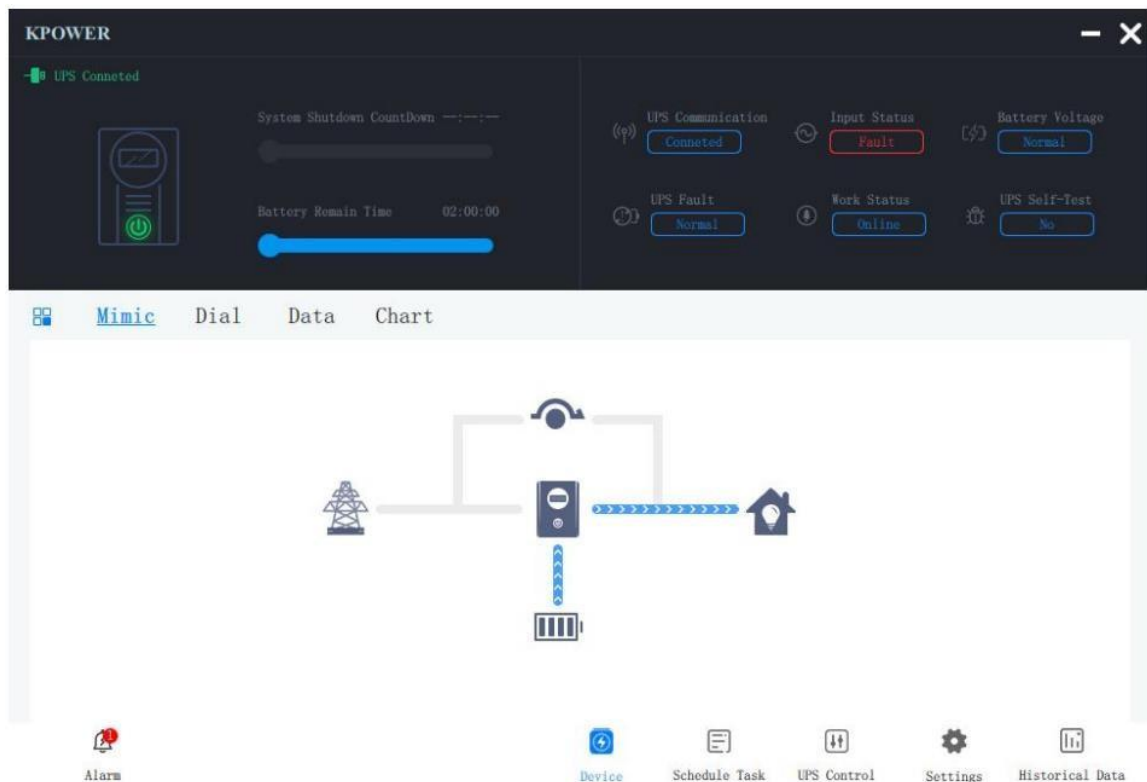 KPOWER
UPS Conneted
System Shutdown CountDown --:--:--
Battery Remain Time 02:00:00
UPS Communication
Conneted
Input Status
Fault
Battery Voltage
Normal
UPS Fault
Normal
Work Status
Online
UPS Self-Test
No
Mimic Dial Data Chart
1
Alarm
Device
Schedule Task
UPS Control
Settings
Historical Data